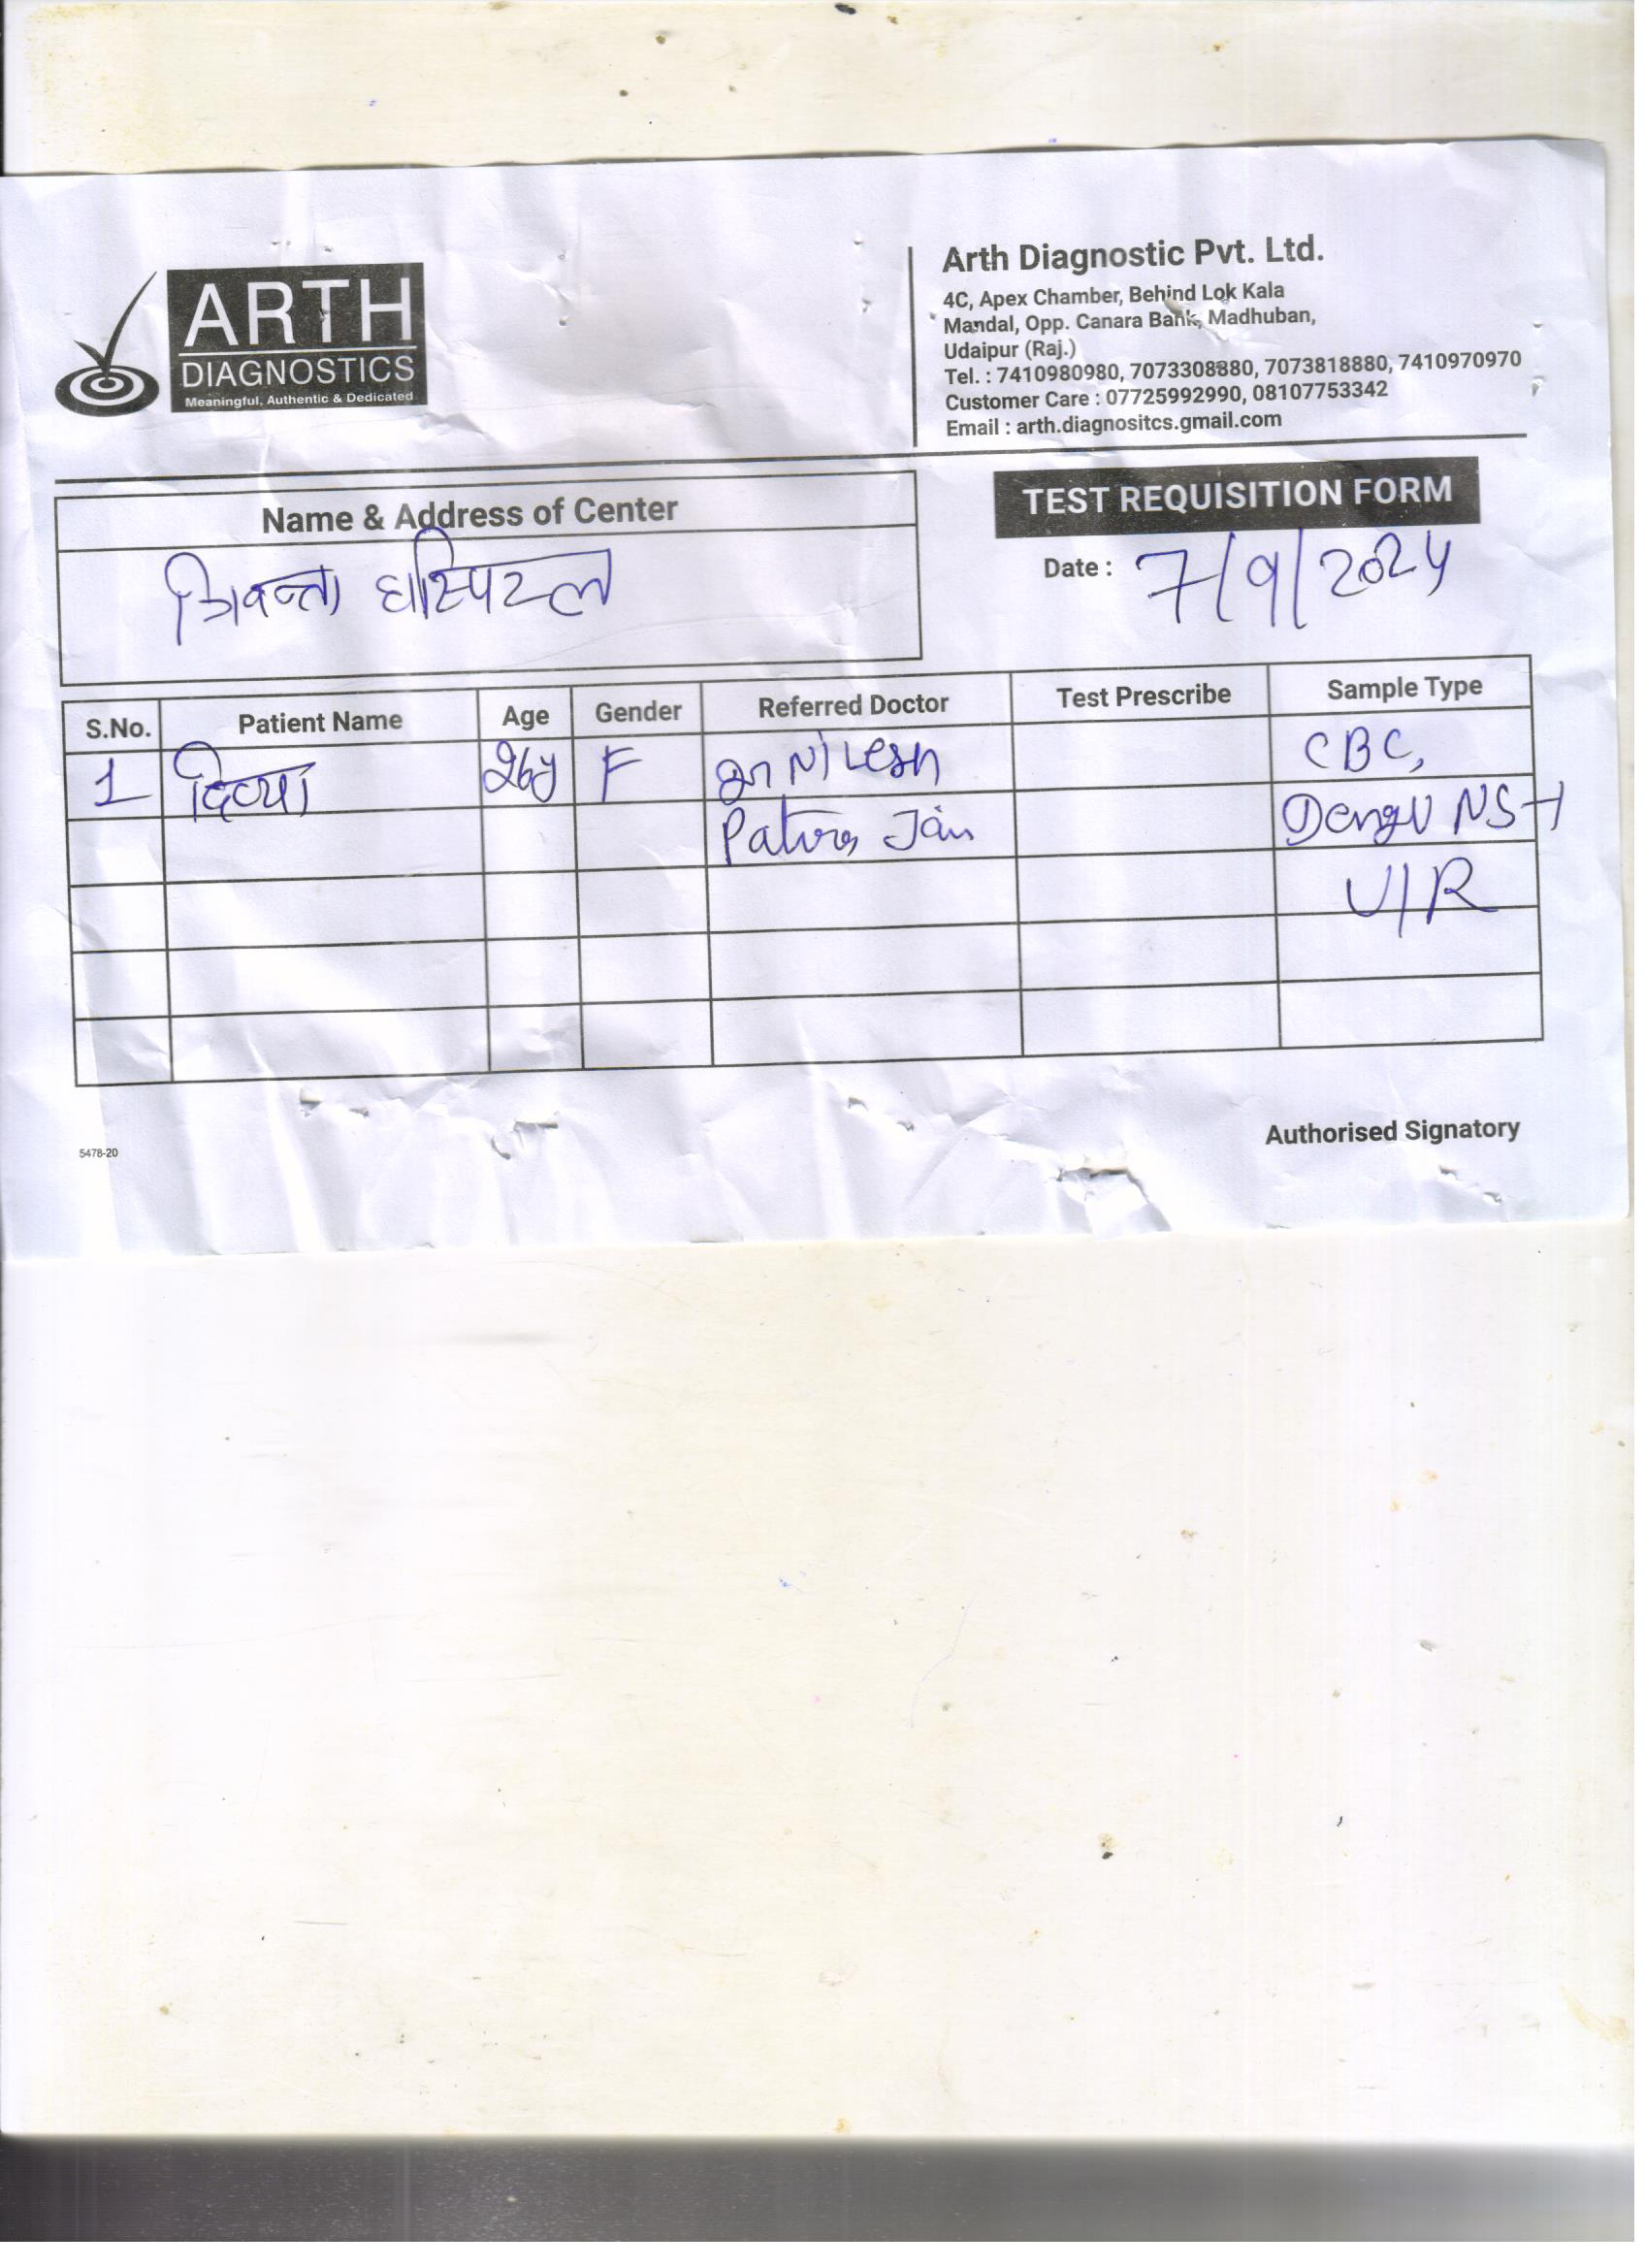 ARTH
DIAGNOSTICS
Meaningful, Authentic & Dedicated
Arth Diagnostic Pvt. Ltd.
4C, Apex Chamber, Behind Lok Kala
Mandal, Opp. Canara Bank, Madhuban,
Udaipur (Raj.)
Tel. : 7410980980, 7073308880, 7073818880, 7410970970
Customer Care : 07725992990, 08107753342
Email : arth.diagnositcs.gmail.com
Name & Address of Center
हास्पिटल
TEST REQUISITION FORM
Date : 7/9/2024
S.No. Patient Name Age Gender Referred Doctor Test Prescribe Sample Type
1 दिव्या 26y F Nilesh CBC,
Jain Dengu NS-1
U/R
Authorised Signatory
5478-20